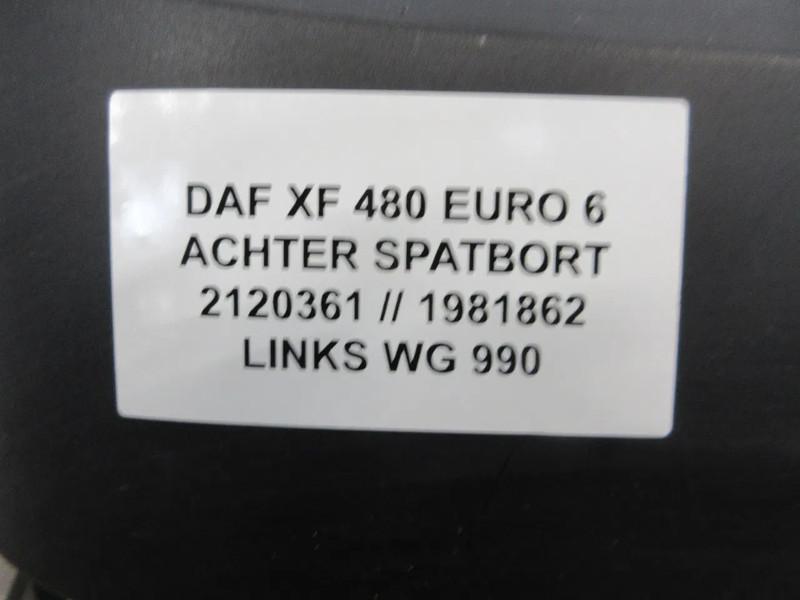 DAF XF 480 EURO 6
ACHTER SPATBORT
2120361 // 1981862
LINKS WG 990